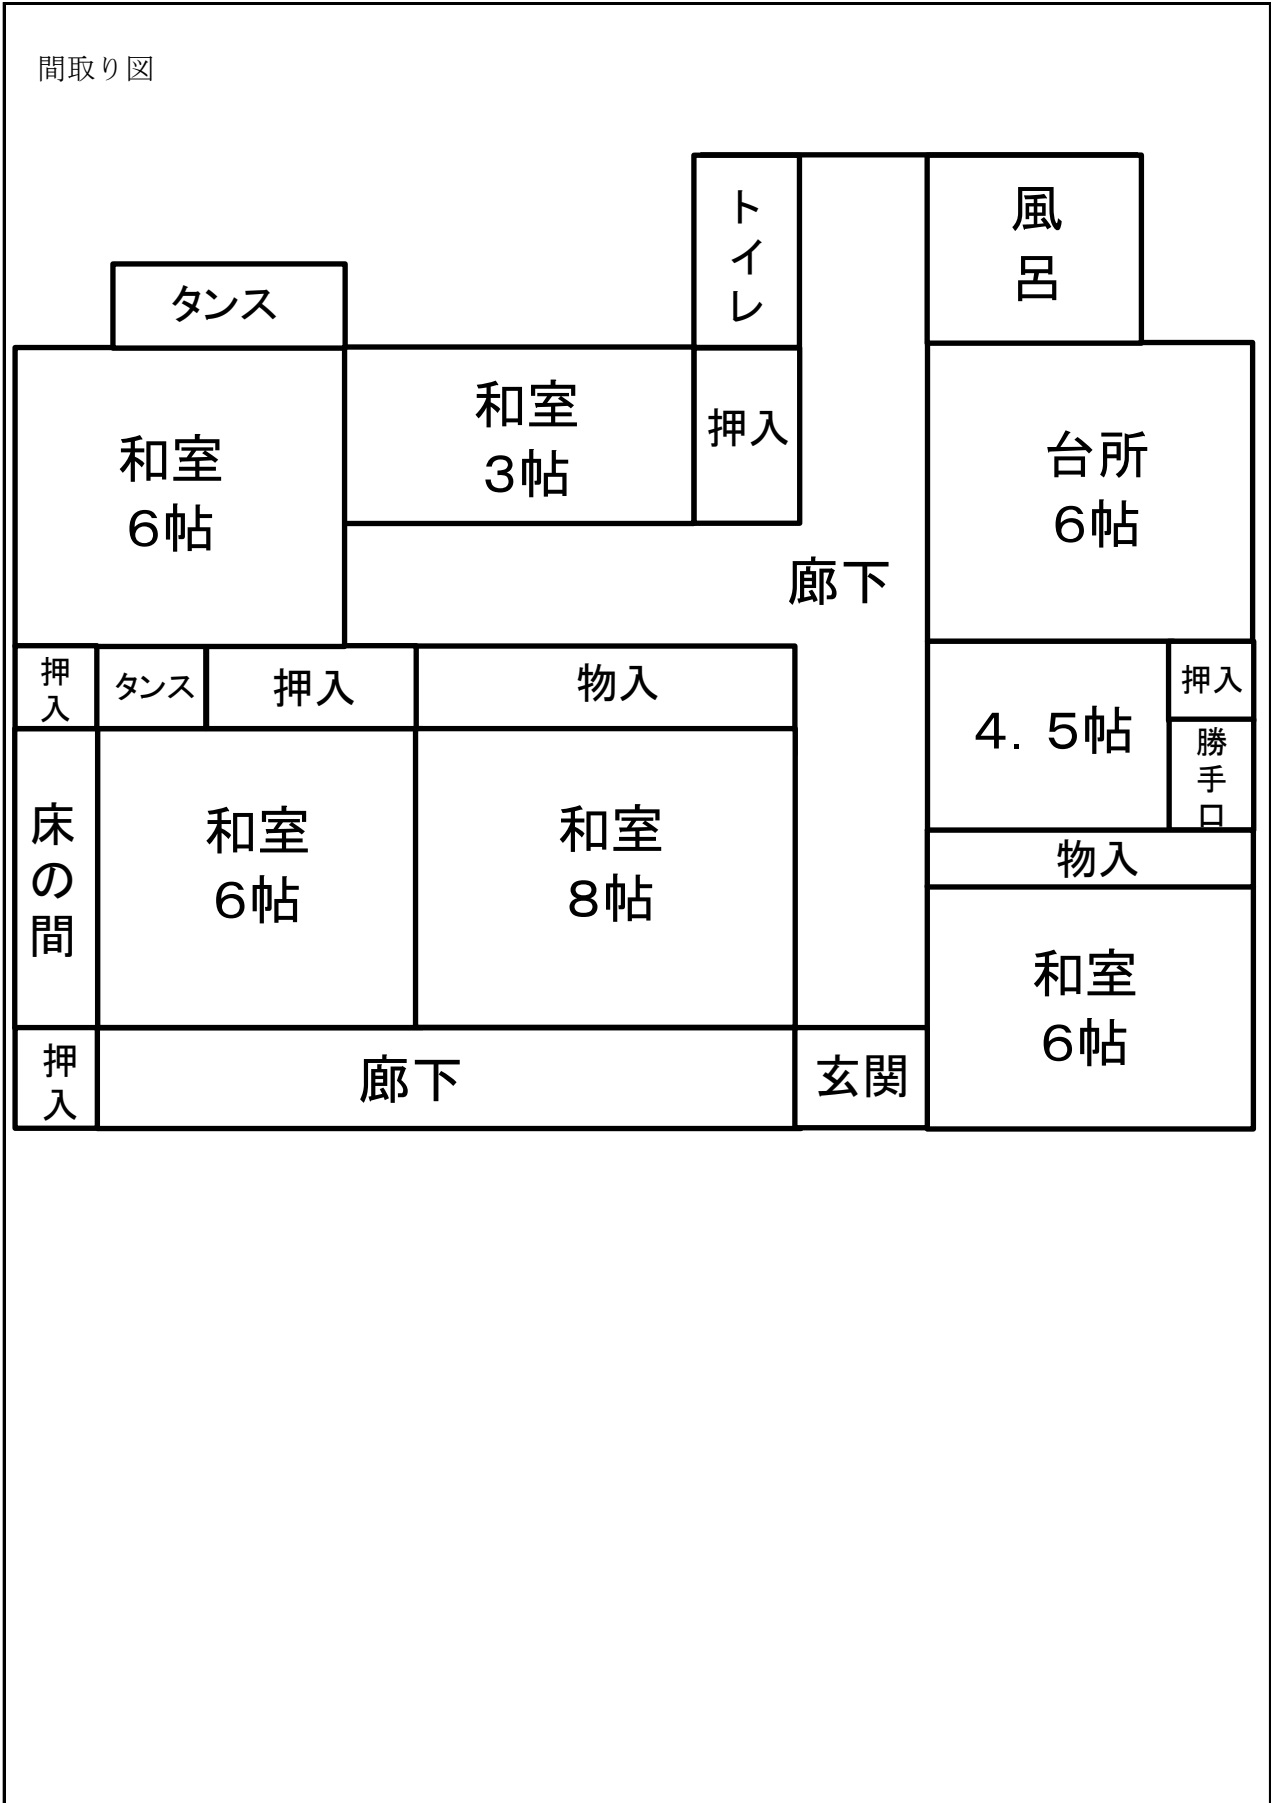 間取り図
トイレ
風呂
タンス
和室
6帖
和室
3帖
押入
台所
6帖
廊下
押入
タンス
押入
物入
4．5帖
押入
勝手口
床の間
和室
6帖
和室
8帖
物入
和室
6帖
押入
廊下
玄関